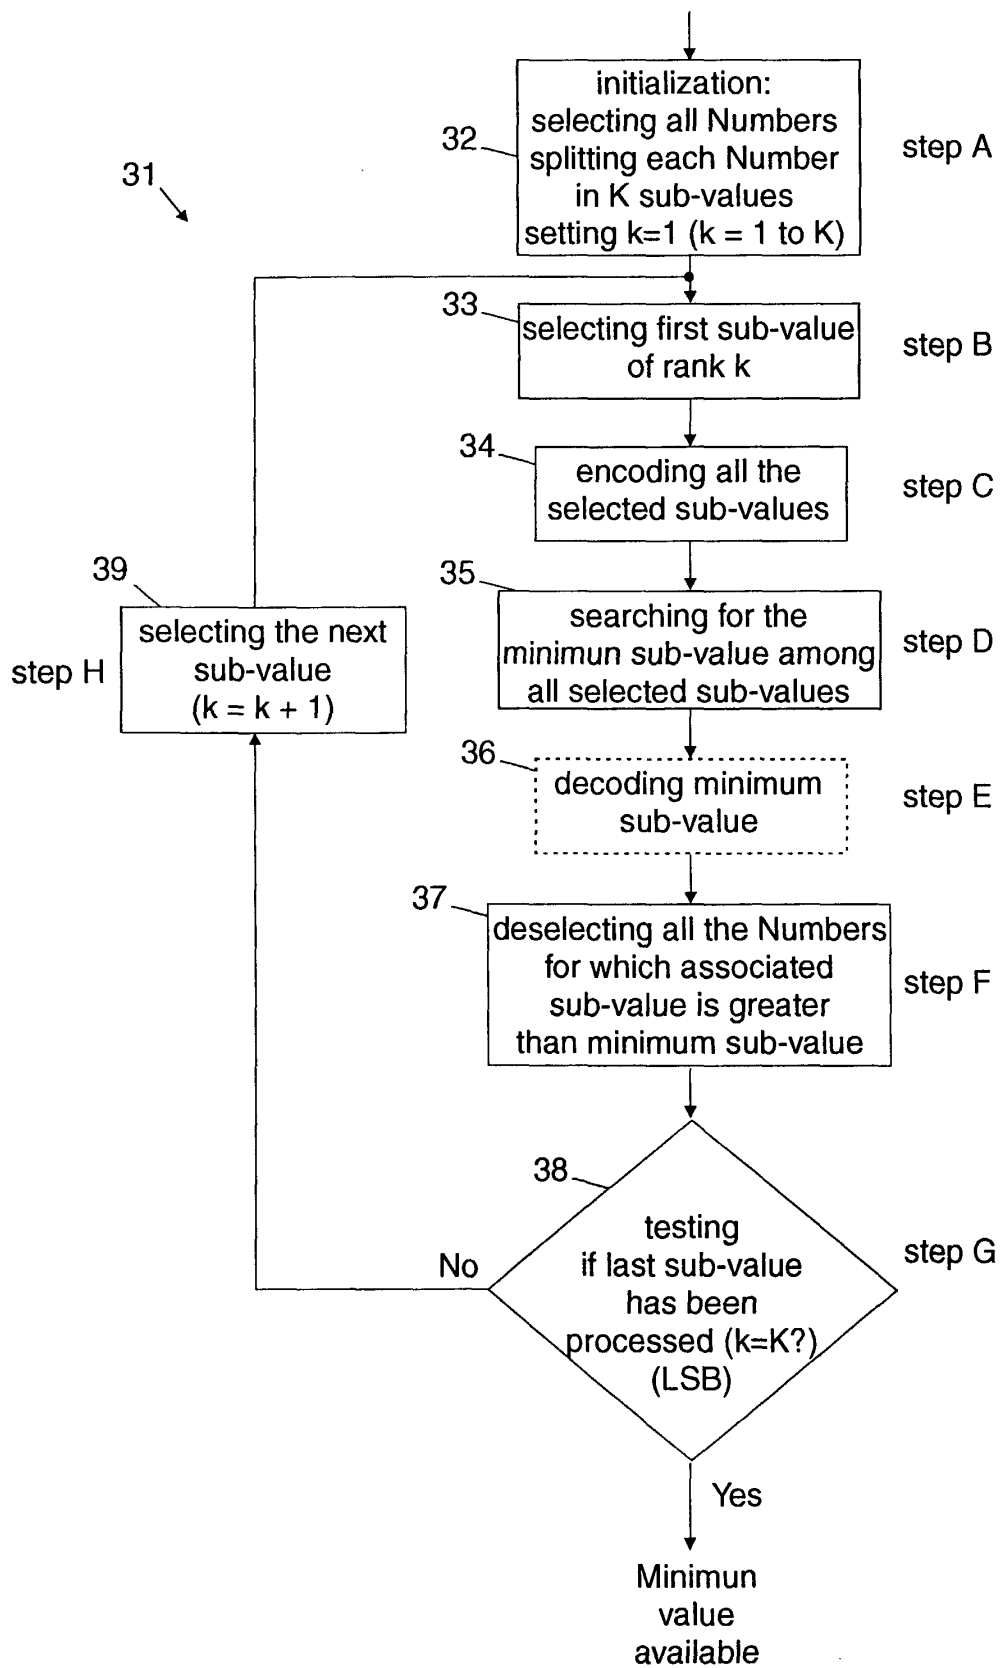 initialization:
selecting all Numbers
splitting each Number
in K sub-values
setting k=1 (k = 1 to K)
32
step A
31
33
selecting first sub-value
of rank k
step B
34
encoding all the
selected sub-values
step C
35
searching for the
minimun sub-value among
all selected sub-values
step D
39
selecting the next
sub-value
(k = k + 1)
step H
36
decoding minimum
sub-value
step E
37
deselecting all the Numbers
for which associated
sub-value is greater
than minimum sub-value
step F
38
testing
if last sub-value
has been
processed (k=K?)
(LSB)
step G
No
Yes
Minimun
value
available